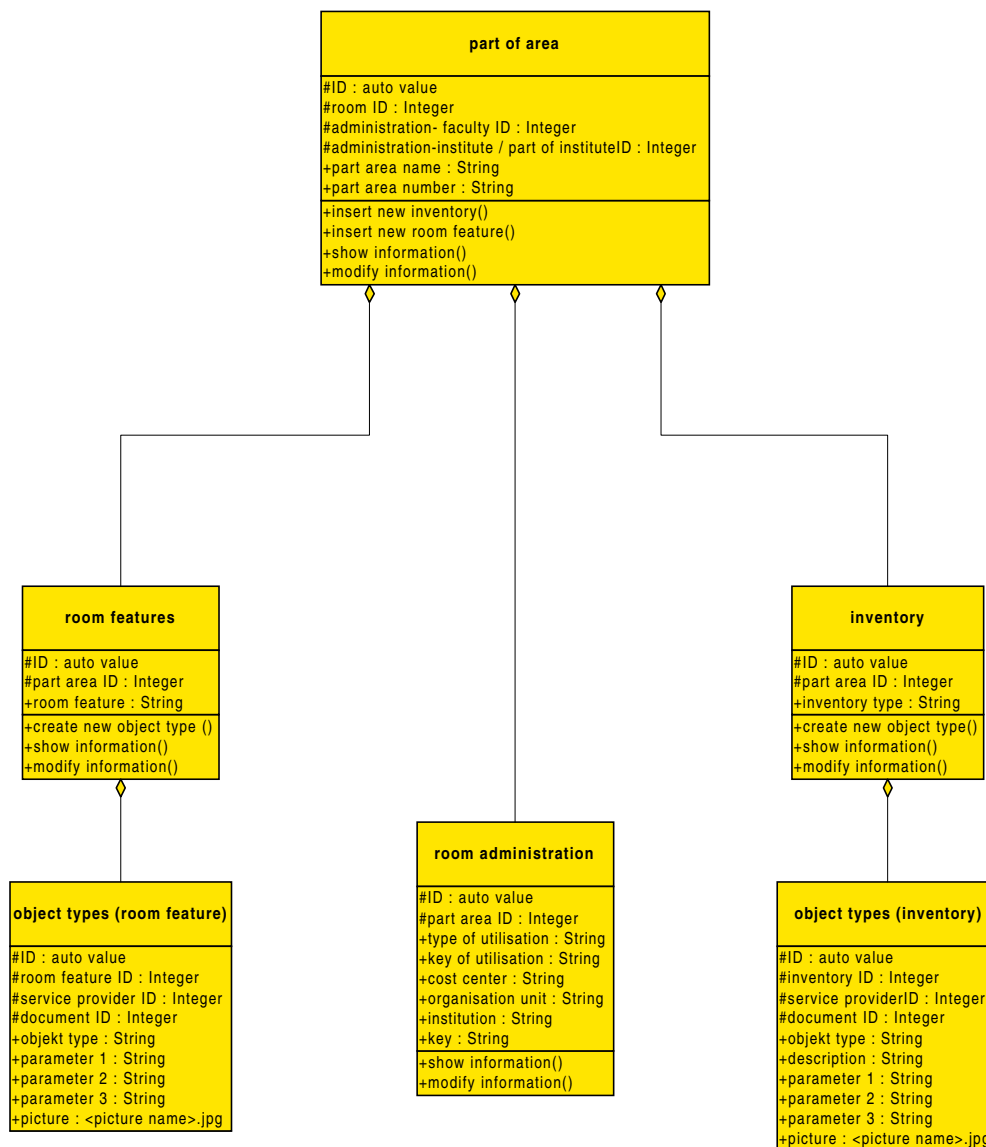 part of area
#ID : auto value
#room ID : Integer
#administration- faculty ID : Integer
#administration-institute / part of instituteID : Integer
+part area name : String
+part area number : String
+insert new inventory()
+insert new room feature()
+show information()
+modify information()
room features
#ID : auto value
#part area ID : Integer
+room feature : String
+create new object type ()
+show information()
+modify information()
inventory
#ID : auto value
#part area ID : Integer
+inventory type : String
+create new object type()
+show information()
+modify information()
room administration
#ID : auto value
#part area ID : Integer
+type of utilisation : String
+key of utilisation : String
+cost center : String
+organisation unit : String
+institution : String
+key : String
+show information()
+modify information()
object types (room feature)
#ID : auto value
#room feature ID : Integer
#service provider ID : Integer
#document ID : Integer
+objekt type : String
+parameter 1 : String
+parameter 2 : String
+parameter 3 : String
+picture : <picture name>.jpg
object types (inventory)
#ID : auto value
#inventory ID : Integer
#service providerID : Integer
#document ID : Integer
+objekt type : String
+description : String
+parameter 1 : String
+parameter 2 : String
+parameter 3 : String
+picture : <picture name>.jpg